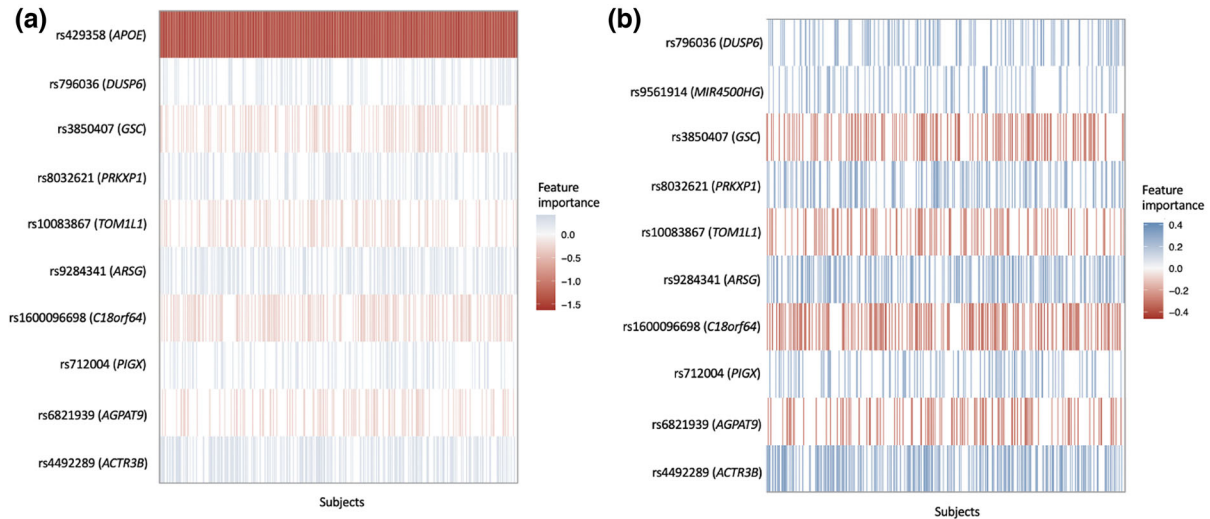 (a)
rs429358 (APOE)
rs796036 (DUSP6)
rs3850407 (GSC)
rs8032621 (PRKXP1)
rs10083867 (TOM1L1)
rs9284341 (ARSG)
rs1600096698 (C18orf64)
rs712004 (PIGX)
rs6821939 (AGPAT9)
rs4492289 (ACTR3B)
Subjects
Feature
importance
0.0
−0.5
−1.0
−1.5
(b)
rs796036 (DUSP6)
rs9561914 (MIR4500HG)
rs3850407 (GSC)
rs8032621 (PRKXP1)
rs10083867 (TOM1L1)
rs9284341 (ARSG)
rs1600096698 (C18orf64)
rs712004 (PIGX)
rs6821939 (AGPAT9)
rs4492289 (ACTR3B)
Subjects
Feature
importance
0.4
0.2
0.0
−0.2
−0.4